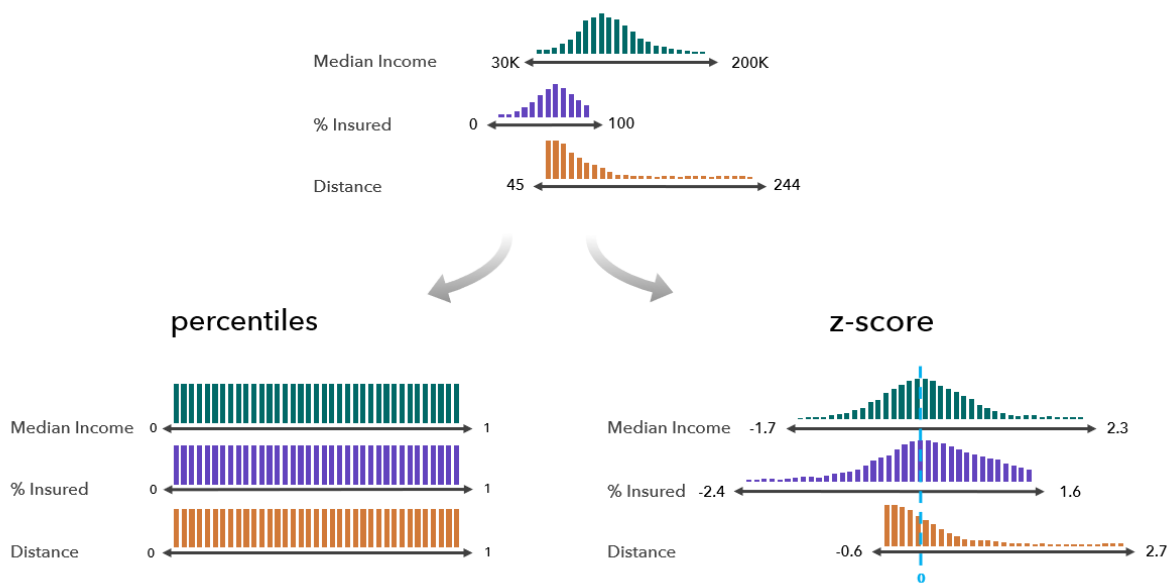 Median Income 30K 200K
% Insured 0 100
Distance 45 244
percentiles
Median Income 0 1
% Insured 0 1
Distance 0 1
z-score
Median Income -1.7 2.3
% Insured -2.4 1.6
Distance -0.6 2.7
0